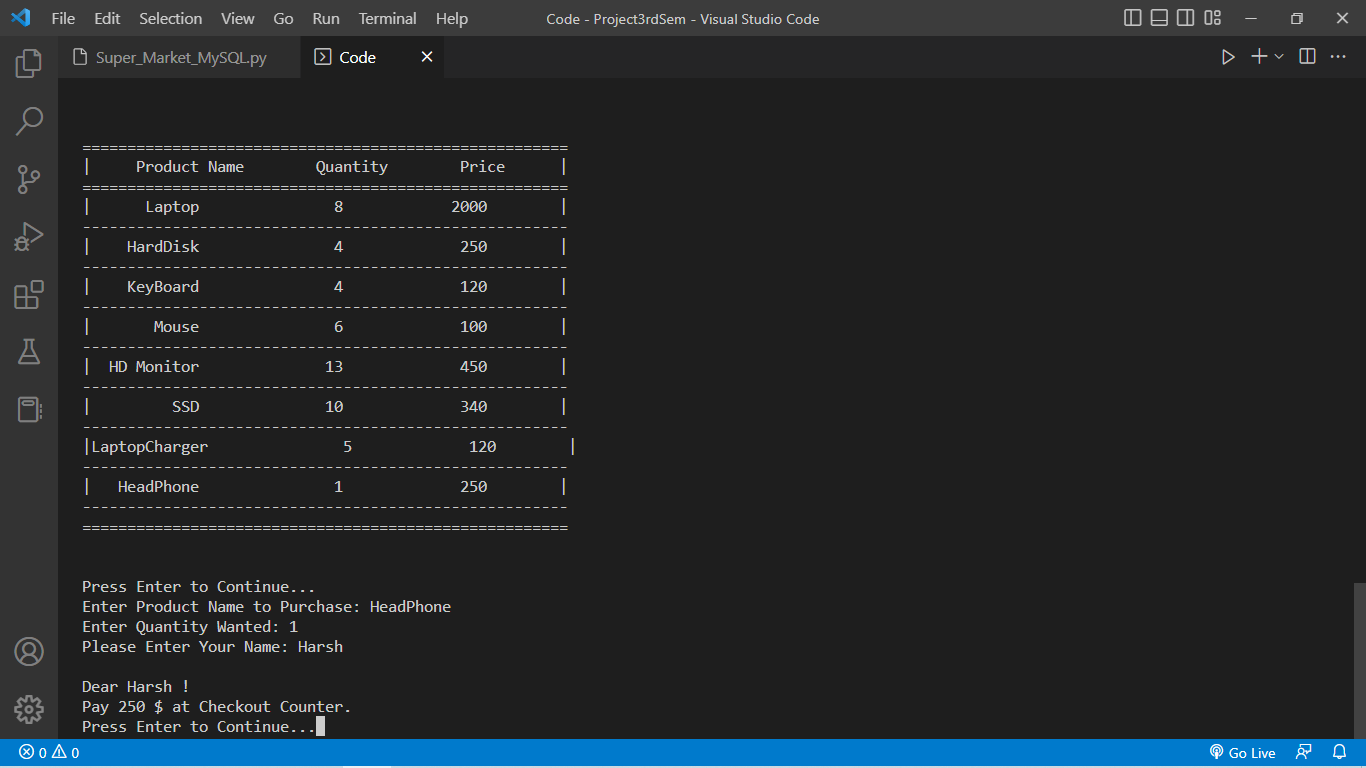 File Edit Selection View Go Run Terminal Help Code - Project3rdSem - Visual Studio Code
Super_Market_MySQL.py Code
======================================================
|     Product Name        Quantity        Price      |
======================================================
|      Laptop               8            2000        |
------------------------------------------------------
|    HardDisk               4             250        |
------------------------------------------------------
|    KeyBoard               4             120        |
------------------------------------------------------
|       Mouse               6             100        |
------------------------------------------------------
|  HD Monitor              13             450        |
------------------------------------------------------
|         SSD              10             340        |
------------------------------------------------------
|LaptopCharger               5             120        |
------------------------------------------------------
|   HeadPhone               1             250        |
------------------------------------------------------
======================================================
Press Enter to Continue...
Enter Product Name to Purchase: HeadPhone
Enter Quantity Wanted: 1
Please Enter Your Name: Harsh
Dear Harsh !
Pay 250 $ at Checkout Counter.
Press Enter to Continue...
0 0 Go Live